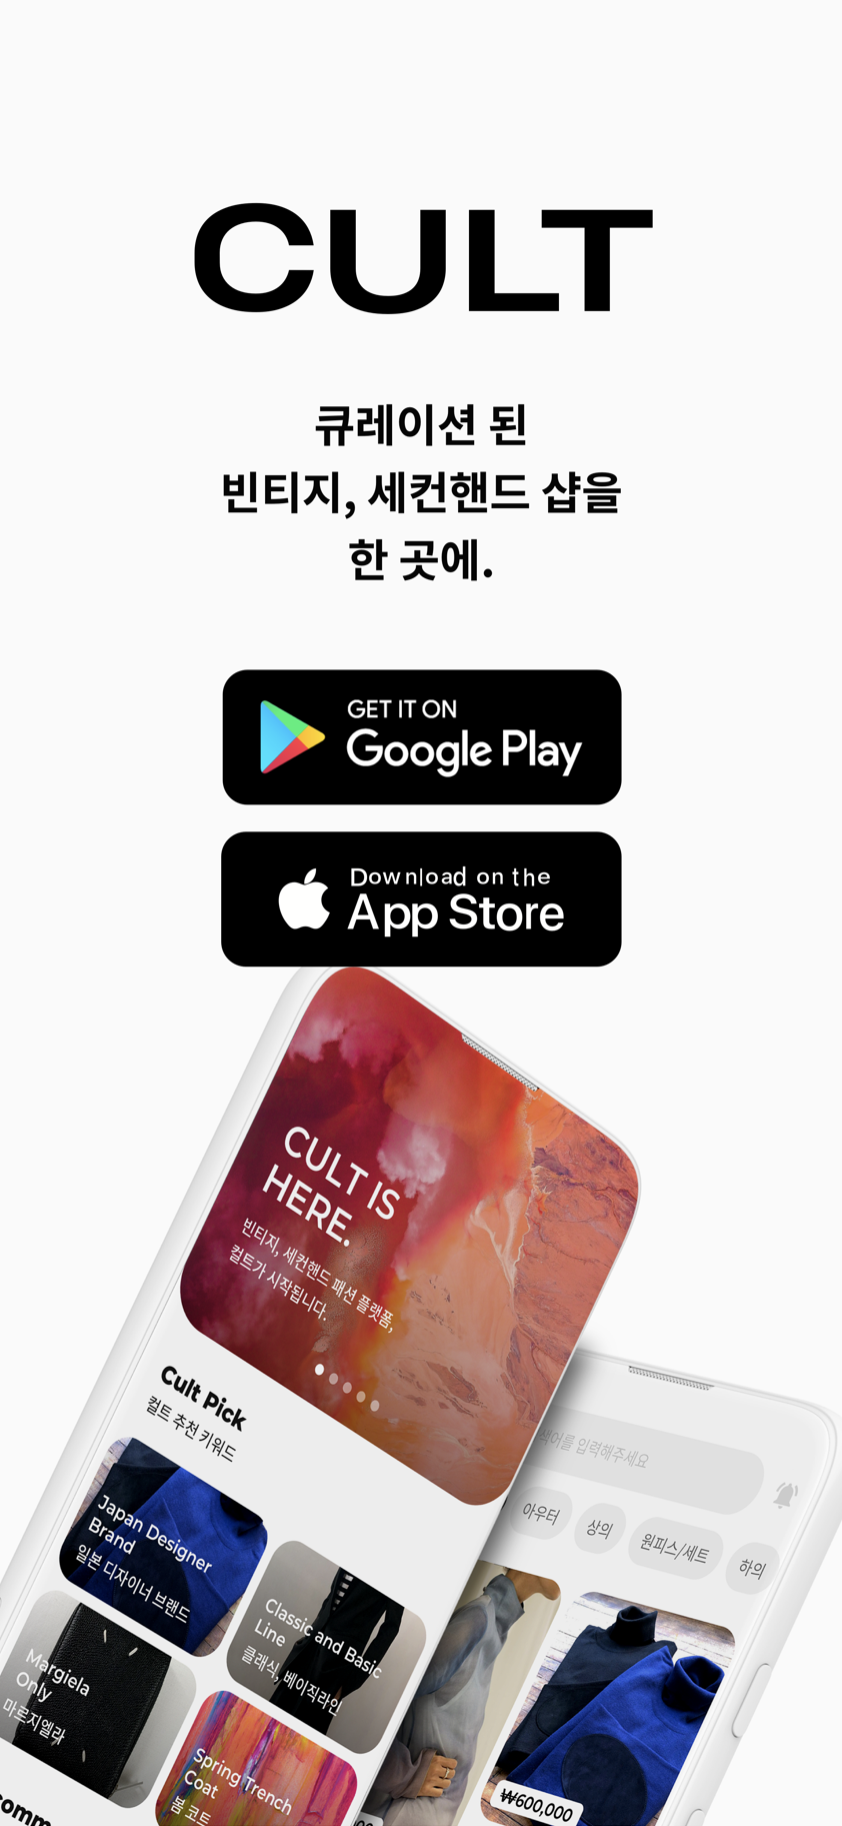 CULT
큐레이션 된
빈티지, 세컨핸드 샵을
한 곳에.
GET IT ON
Google Play
Download on the
App Store
CULT IS
HERE.
빈티지, 세컨핸드 패션 플랫폼,
컬트가 시작됩니다.
Cult Pick
컬트 추천 키워드
Japan Designer
Brand
일본 디자이너 브랜드
Classic and Basic
Line
클래식, 베이직라인
Margiela
Only
마르지엘라
Spring Trench
Coat
봄 코트
색어를 입력해주세요
아우터
상의
원피스/세트
하의
₩600,000